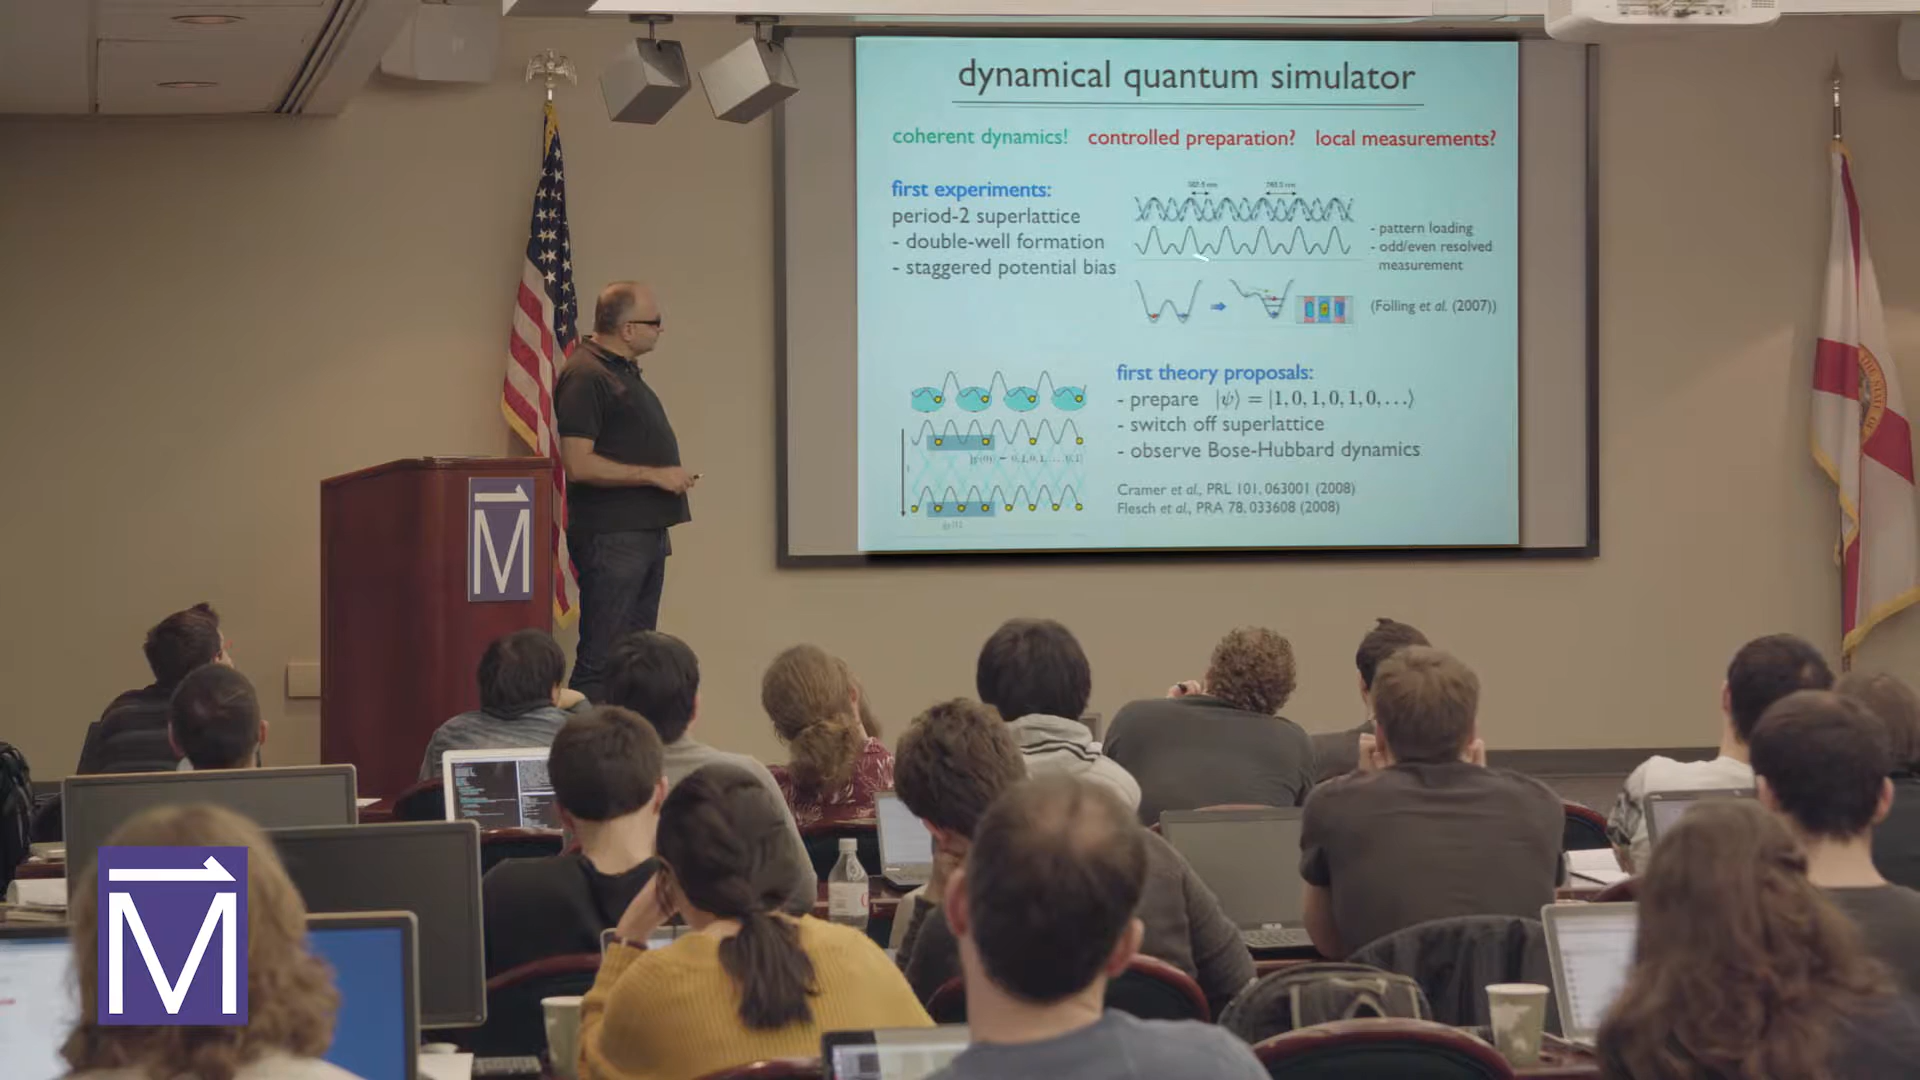 dynamical quantum simulator
coherent dynamics! controlled preparation? local measurements?
first experiments:
period-2 superlattice
- double-well formation
- staggered potential bias
- pattern loading
- odd/even resolved
measurement
(Fölling et al. (2007))
first theory proposals:
- prepare |ψ⟩ = |1, 0, 1, 0, 1, 0, . . .⟩
- switch off superlattice
- observe Bose-Hubbard dynamics
Cramer et al., PRL 101, 063001 (2008)
Flesch et al., PRA 78, 033608 (2008)
M
M